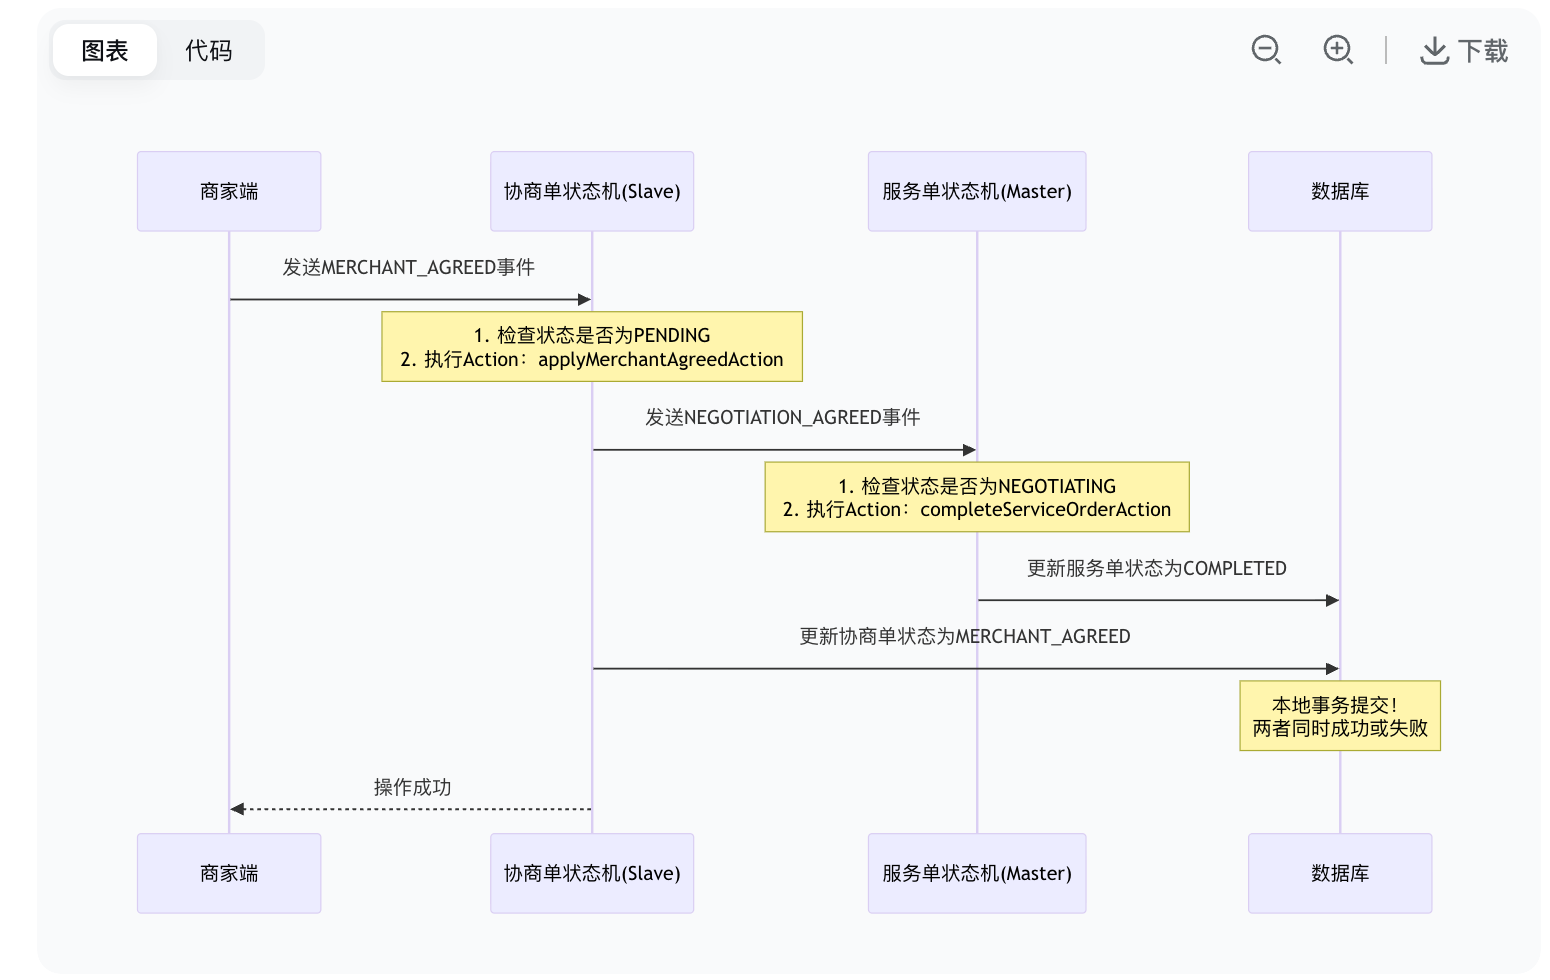 图表
代码
下载
商家端
协商单状态机(Slave)
服务单状态机(Master)
数据库
发送MERCHANT_AGREED事件
1. 检查状态是否为PENDING
2. 执行Action：applyMerchantAgreedAction
发送NEGOTIATION_AGREED事件
1. 检查状态是否为NEGOTIATING
2. 执行Action：completeServiceOrderAction
更新服务单状态为COMPLETED
更新协商单状态为MERCHANT_AGREED
本地事务提交！
两者同时成功或失败
操作成功
商家端
协商单状态机(Slave)
服务单状态机(Master)
数据库